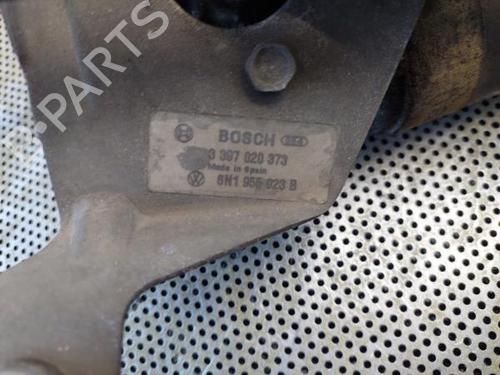 B-PARTS
BOSCH
3 397 020 373
Made in Spain
6N1 955 023 B